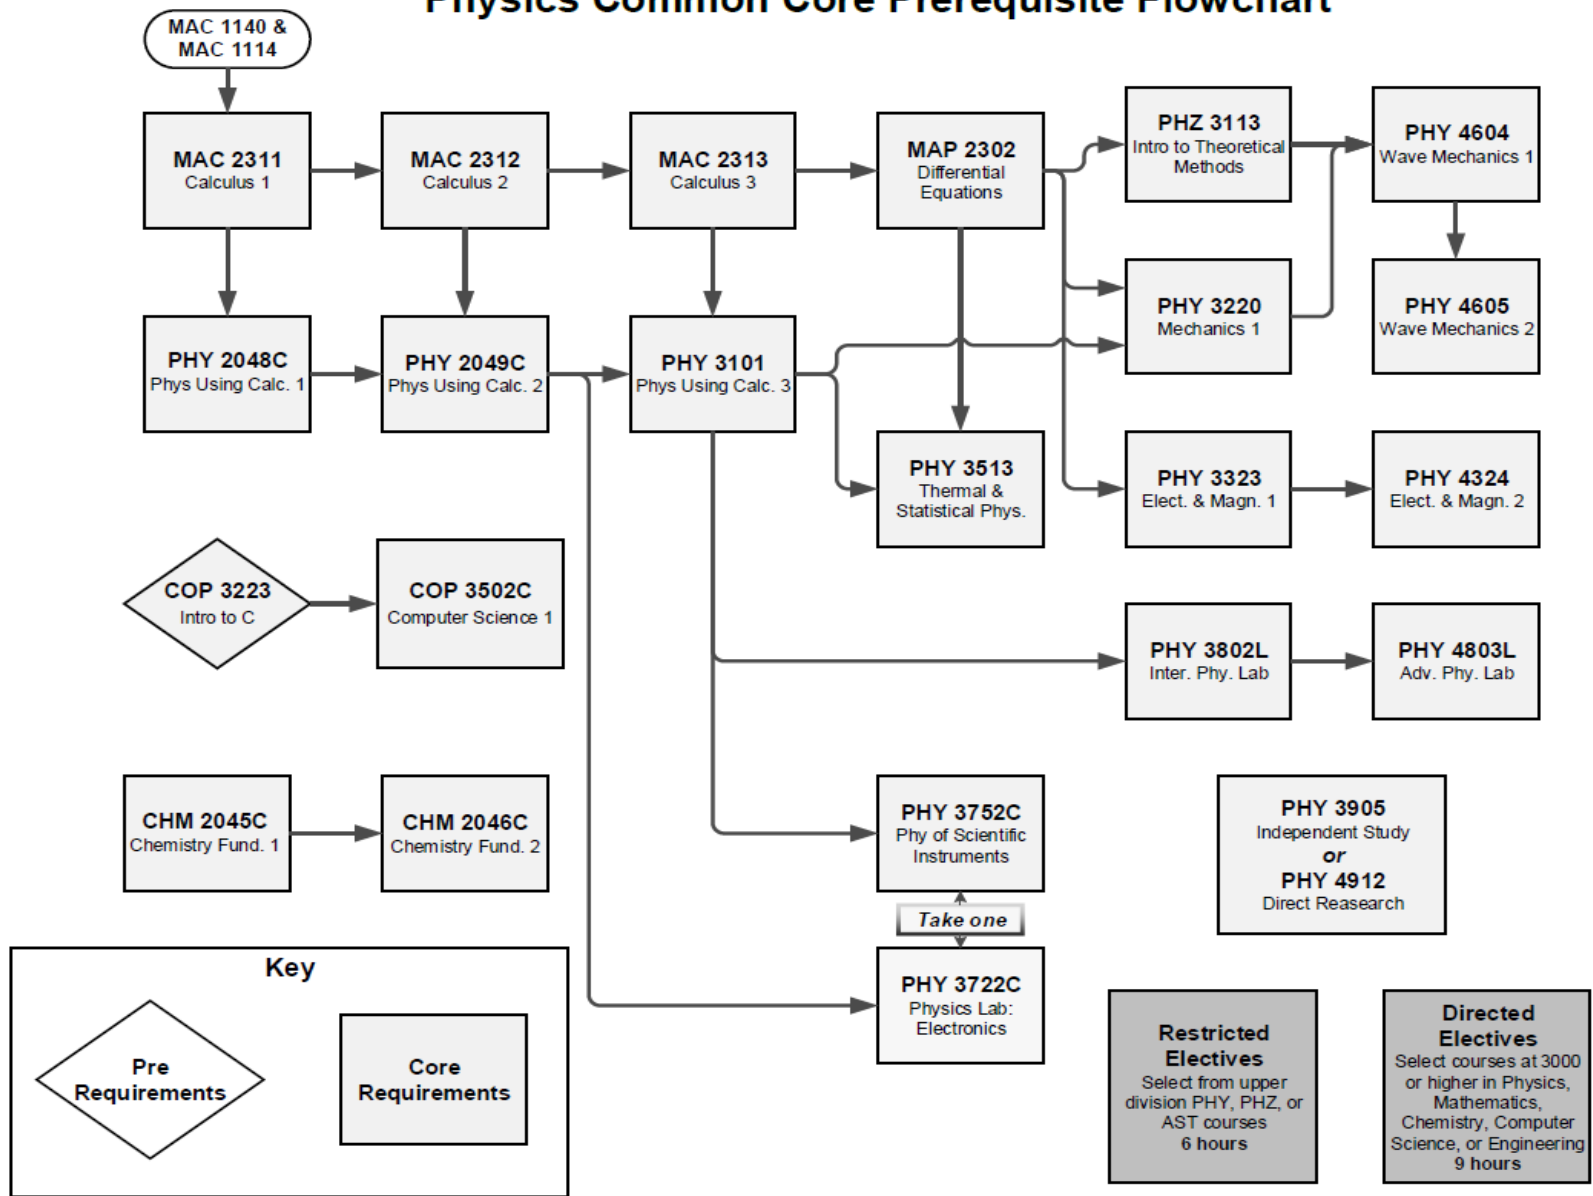 Physics Common Core Prerequisite Flowchart
MAC 1140 &
MAC 1114
MAC 2311
Calculus 1
MAC 2312
Calculus 2
MAC 2313
Calculus 3
MAP 2302
Differential
Equations
PHZ 3113
Intro to Theoretical
Methods
PHY 4604
Wave Mechanics 1
PHY 3220
Mechanics 1
PHY 4605
Wave Mechanics 2
PHY 2048C
Phys Using Calc. 1
PHY 2049C
Phys Using Calc. 2
PHY 3101
Phys Using Calc. 3
PHY 3513
Thermal &
Statistical Phys.
PHY 3323
Elect. & Magn. 1
PHY 4324
Elect. & Magn. 2
COP 3223
Intro to C
COP 3502C
Computer Science 1
PHY 3802L
Inter. Phy. Lab
PHY 4803L
Adv. Phy. Lab
CHM 2045C
Chemistry Fund. 1
CHM 2046C
Chemistry Fund. 2
PHY 3752C
Phy of Scientific
Instruments
Take one
PHY 3722C
Physics Lab:
Electronics
PHY 3905
Independent Study
or
PHY 4912
Direct Reasearch
Key
Pre
Requirements
Core
Requirements
Restricted
Electives
Select from upper
division PHY, PHZ, or
AST courses
6 hours
Directed
Electives
Select courses at 3000
or higher in Physics,
Mathematics,
Chemistry, Computer
Science, or Engineering
9 hours